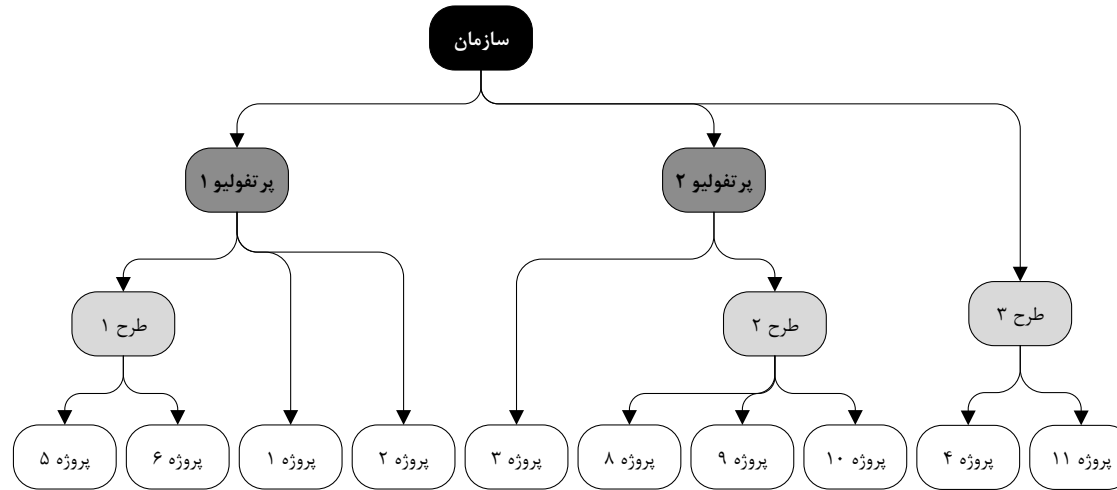 سازمان
پرتفولیو ۱
پرتفولیو ۲
طرح ۱
طرح ۲
طرح ۳
پروژه ۵
پروژه ۶
پروژه ۱
پروژه ۲
پروژه ۳
پروژه ۸
پروژه ۹
پروژه ۱۰
پروژه ۴
پروژه ۱۱